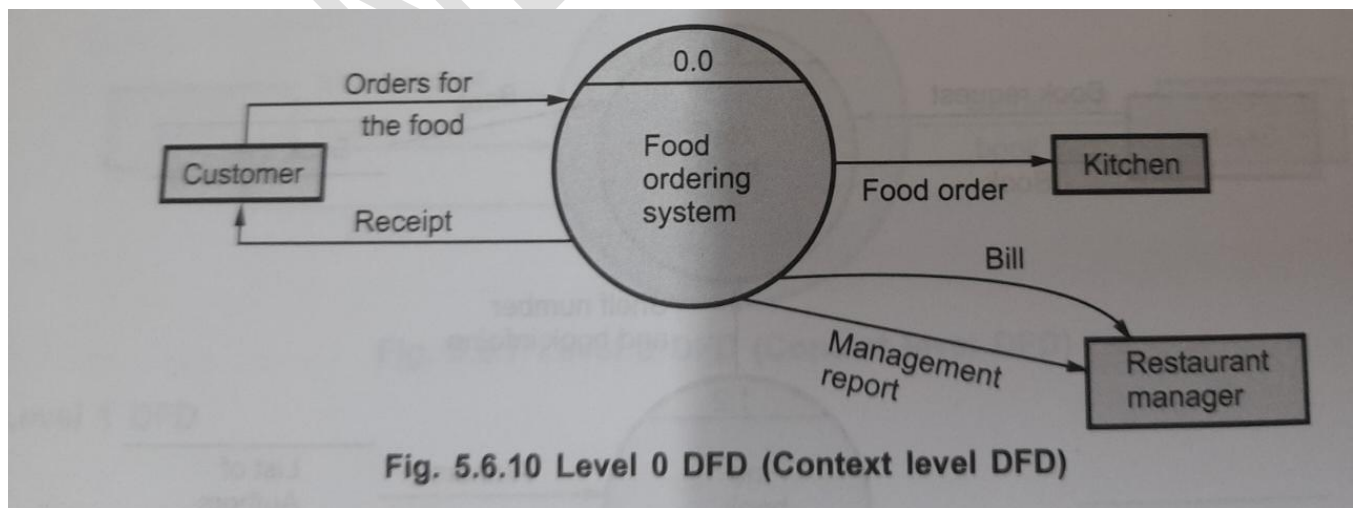 0.0
Orders for
the food
Customer
Receipt
Food
ordering
system
Food order
Kitchen
Bill
Management
report
Restaurant
manager
Fig. 5.6.10 Level 0 DFD (Context level DFD)